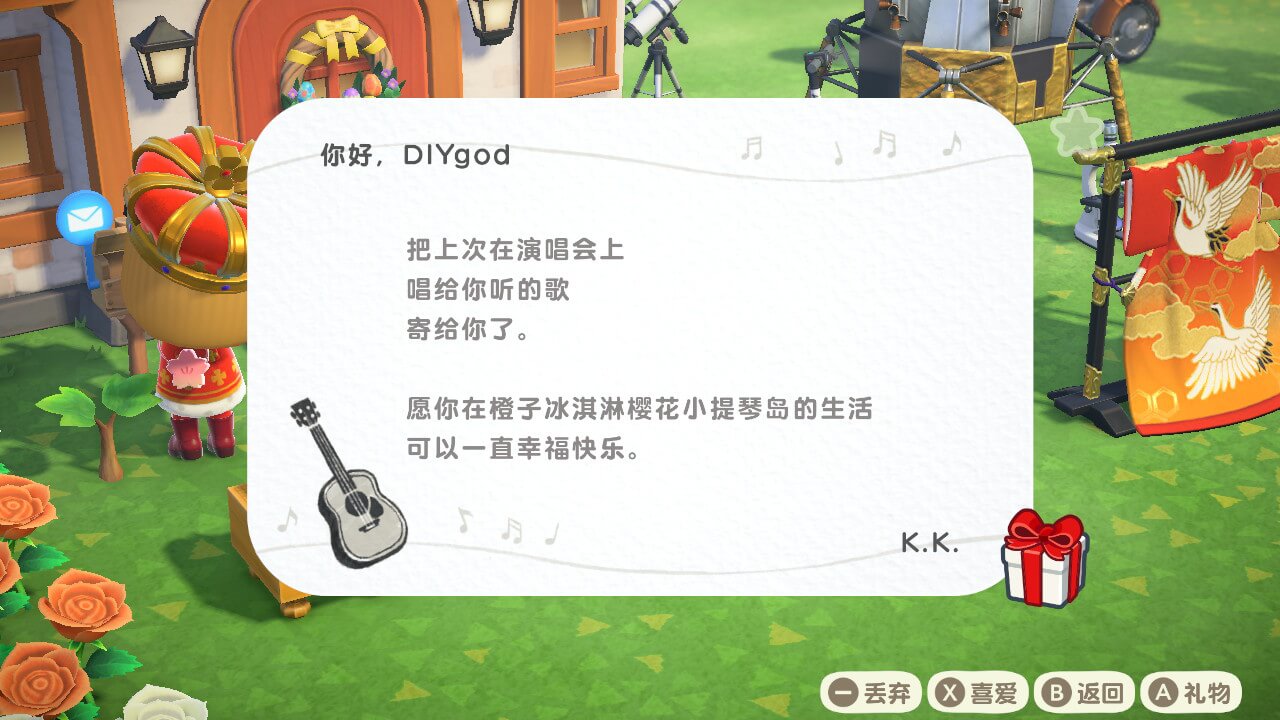 你好，DIYgod
把上次在演唱会上
唱给你听的歌
寄给你了。
愿你在橙子冰淇淋樱花小提琴岛的生活
可以一直幸福快乐。
K.K.
丢弃 X 喜爱 B 返回 A 礼物